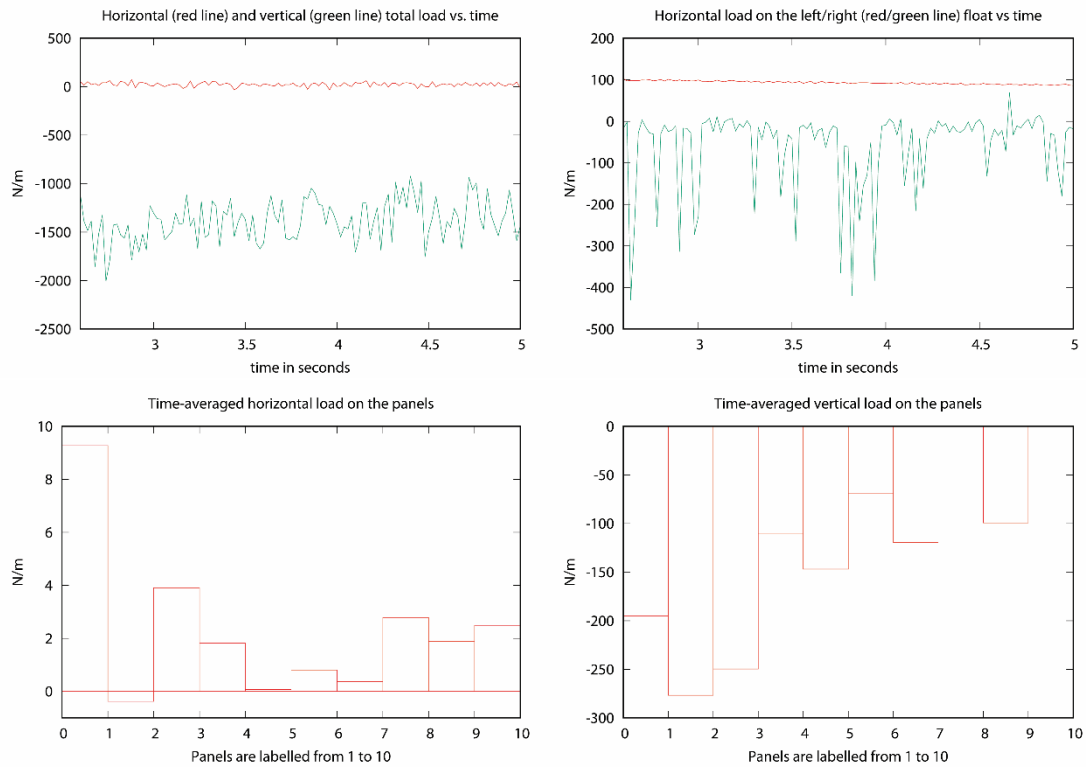 Horizontal (red line) and vertical (green line) total load vs. time
500
0
-500
-1000
-1500
-2000
-2500
N/m
3
3.5
4
4.5
5
time in seconds
Horizontal load on the left/right (red/green line) float vs time
200
100
0
-100
-200
-300
-400
-500
N/m
3
3.5
4
4.5
5
time in seconds
Time-averaged horizontal load on the panels
10
8
6
4
2
0
N/m
0 1 2 3 4 5 6 7 8 9 10
Panels are labelled from 1 to 10
Time-averaged vertical load on the panels
0
-50
-100
-150
-200
-250
-300
N/m
0 1 2 3 4 5 6 7 8 9 10
Panels are labelled from 1 to 10